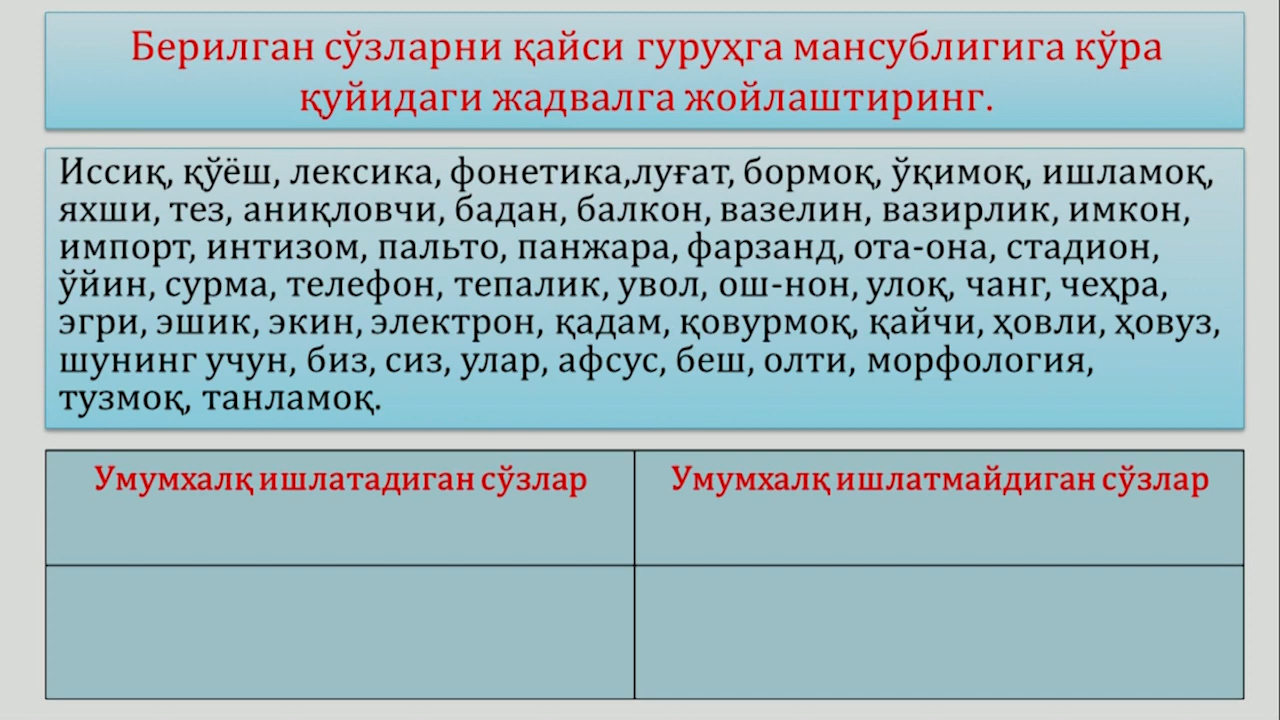 Берилган сўзларни қайси гуруҳга мансублигига кўра
қуйидаги жадвалга жойлаштиринг.
Иссиқ, қўёш, лексика, фонетика,луғат, бормоқ, ўқимоқ, ишламоқ,
яхши, тез, аниқловчи, бадан, балкон, вазелин, вазирлик, имкон,
импорт, интизом, пальто, панжара, фарзанд, ота-она, стадион,
ўйин, сурма, телефон, тепалик, увол, ош-нон, улоқ, чанг, чеҳра,
эгри, эшик, экин, электрон, қадам, қовурмоқ, қайчи, ҳовли, ҳовуз,
шунинг учун, биз, сиз, улар, афсус, беш, олти, морфология,
тузмоқ, танламоқ.
Умумхалқ ишлатадиган сўзлар
Умумхалқ ишлатмайдиган сўзлар